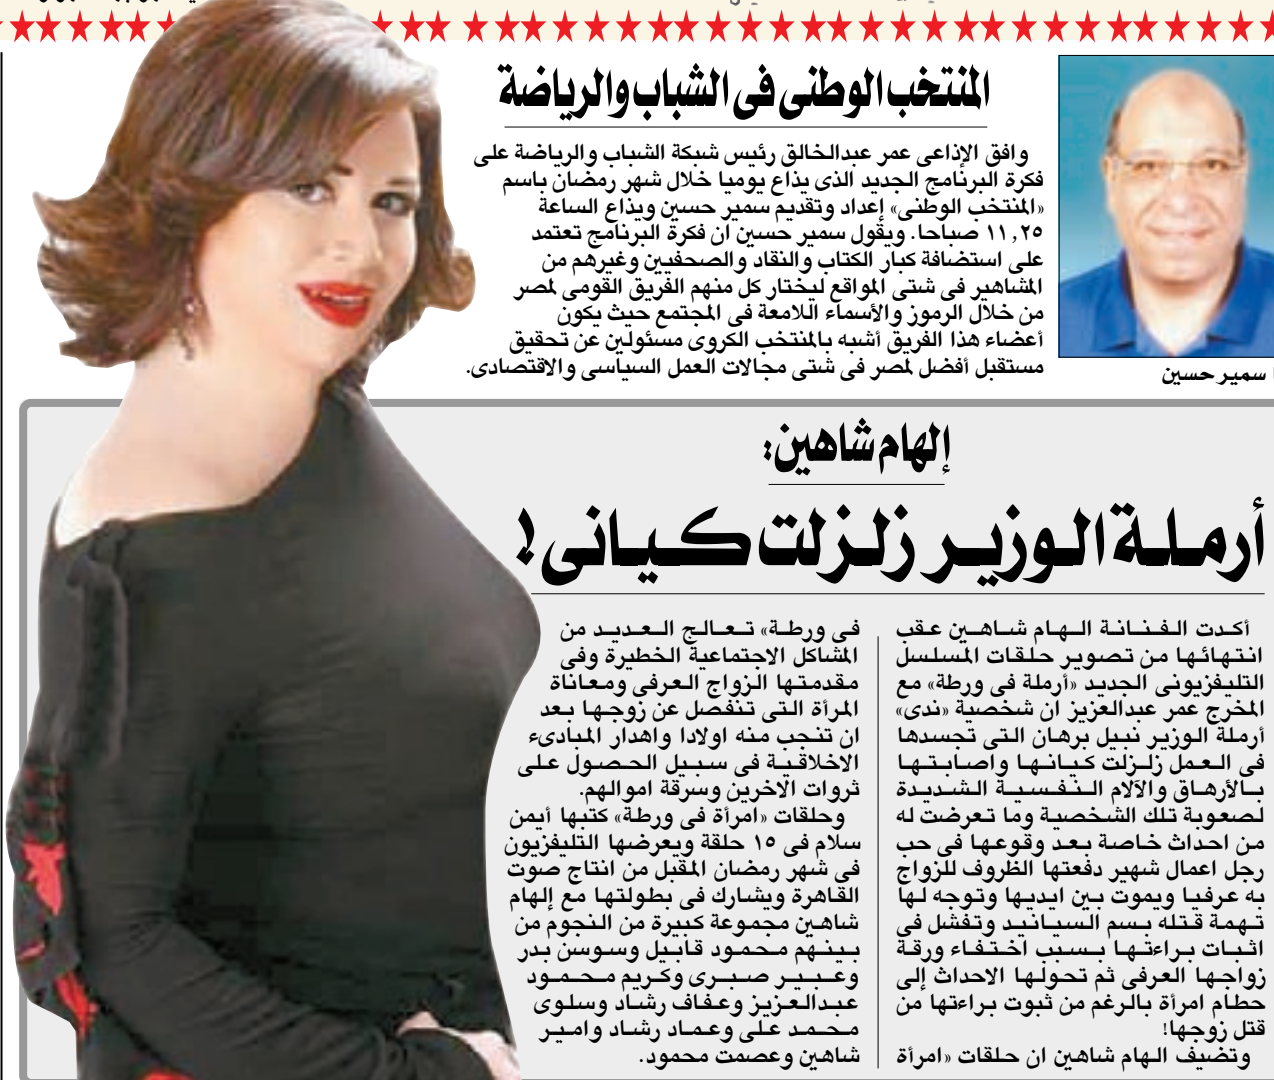 المنتخب الوطنى فى الشباب والرياضة
وافق الإذاعى عمر عبدالخالق رئيس شبكة الشباب والرياضة على
فكرة البرنامج الجديد الذى يذاع يوميا خلال شهر رمضان باسم
«المنتخب الوطنى» إعداد وتقديم سمير حسين ويذاع الساعة
١١,٢٥ صباحا. ويقول سمير حسين ان فكرة البرنامج تعتمد
على استضافة كبار الكتاب والنقاد والصحفيين وغيرهم من
المشاهير فى شتى المواقع ليختار كل منهم الفريق القومى لمصر
من خلال الرموز والأسماء اللامعة فى المجتمع حيث يكون
أعضاء هذا الفريق أشبه بالمنتخب الكروى مسئولين عن تحقيق
مستقبل أفضل لمصر فى شتى مجالات العمل السياسى والاقتصادى.
سمير حسين
إلهام شاهين:
أرملة الوزير زلزلت كيانى!
أكدت الفنانة الهام شاهين عقب
انتهائها من تصوير حلقات المسلسل
التليفزيونى الجديد «أرملة فى ورطة» مع
المخرج عمر عبدالعزيز ان شخصية «ندى»
أرملة الوزير نبيل برهان التى تجسدها
فى العمل زلزلت كيانها واصابتها
بالأرهاق والآلام النفسية الشديدة
لصعوبة تلك الشخصية وما تعرضت له
من احداث خاصة بعد وقوعها فى حب
رجل اعمال شهير دفعتها الظروف للزواج
به عرفيا ويموت بين ايديها وتوجه لها
تهمة قتله بسم السيانيد وتفشل فى
اثبات براءتها بسبب اختفاء ورقة
زواجها العرفى ثم تحولها الاحداث إلى
حطام امرأة بالرغم من ثبوت براءتها من
قتل زوجها!
وتضيف الهام شاهين ان حلقات «امرأة
فى ورطة» تعالج العديد من
المشاكل الاجتماعية الخطيرة وفى
مقدمتها الزواج العرفى ومعاناة
المرأة التى تنفصل عن زوجها بعد
ان تنجب منه اولادا واهدار المبادىء
الاخلاقية فى سبيل الحصول على
ثروات الاخرين وسرقة اموالهم.
وحلقات «امرأة فى ورطة» كتبها أيمن
سلام فى ١٥ حلقة ويعرضها التليفزيون
فى شهر رمضان المقبل من انتاج صوت
القاهرة ويشارك فى بطولتها مع إلهام
شاهين مجموعة كبيرة من النجوم من
بينهم محمود قابيل وسوسن بدر
وعبير صبرى وكريم محمود
عبدالعزيز وعفاف رشاد وسلوى
محمد على وعماد رشاد وامير
شاهين وعصمت محمود.